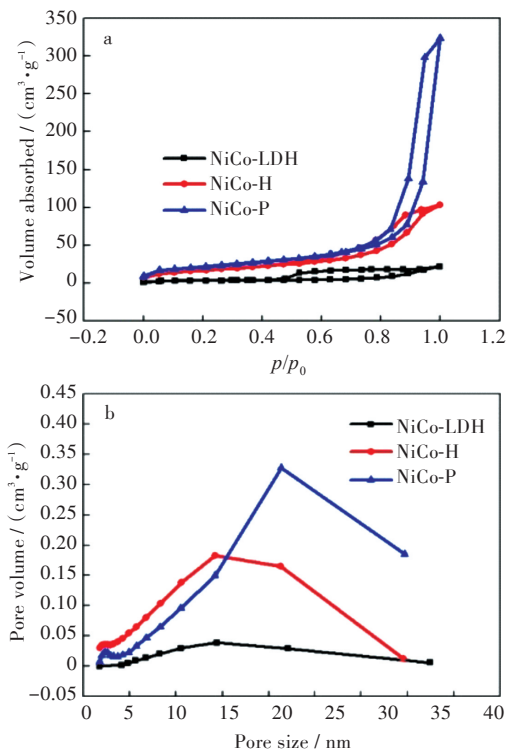 a
350
300
250
200
150
100
50
0
−50
Volume absorbed / (cm³•g⁻¹)
NiCo-LDH
NiCo-H
NiCo-P
−0.2 0.0 0.2 0.4 0.6 0.8 1.0 1.2
p/p₀
b
0.45
0.40
0.35
0.30
0.25
0.20
0.15
0.10
0.05
0
−0.05
Pore volume / (cm³•g⁻¹)
NiCo-LDH
NiCo-H
NiCo-P
0 5 10 15 20 25 30 35 40
Pore size / nm